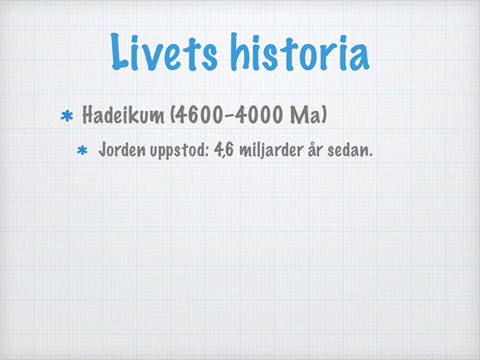 Livets historia
* Hadeikum (4600–4000 Ma)
* Jorden uppstod: 4,6 miljarder år sedan.